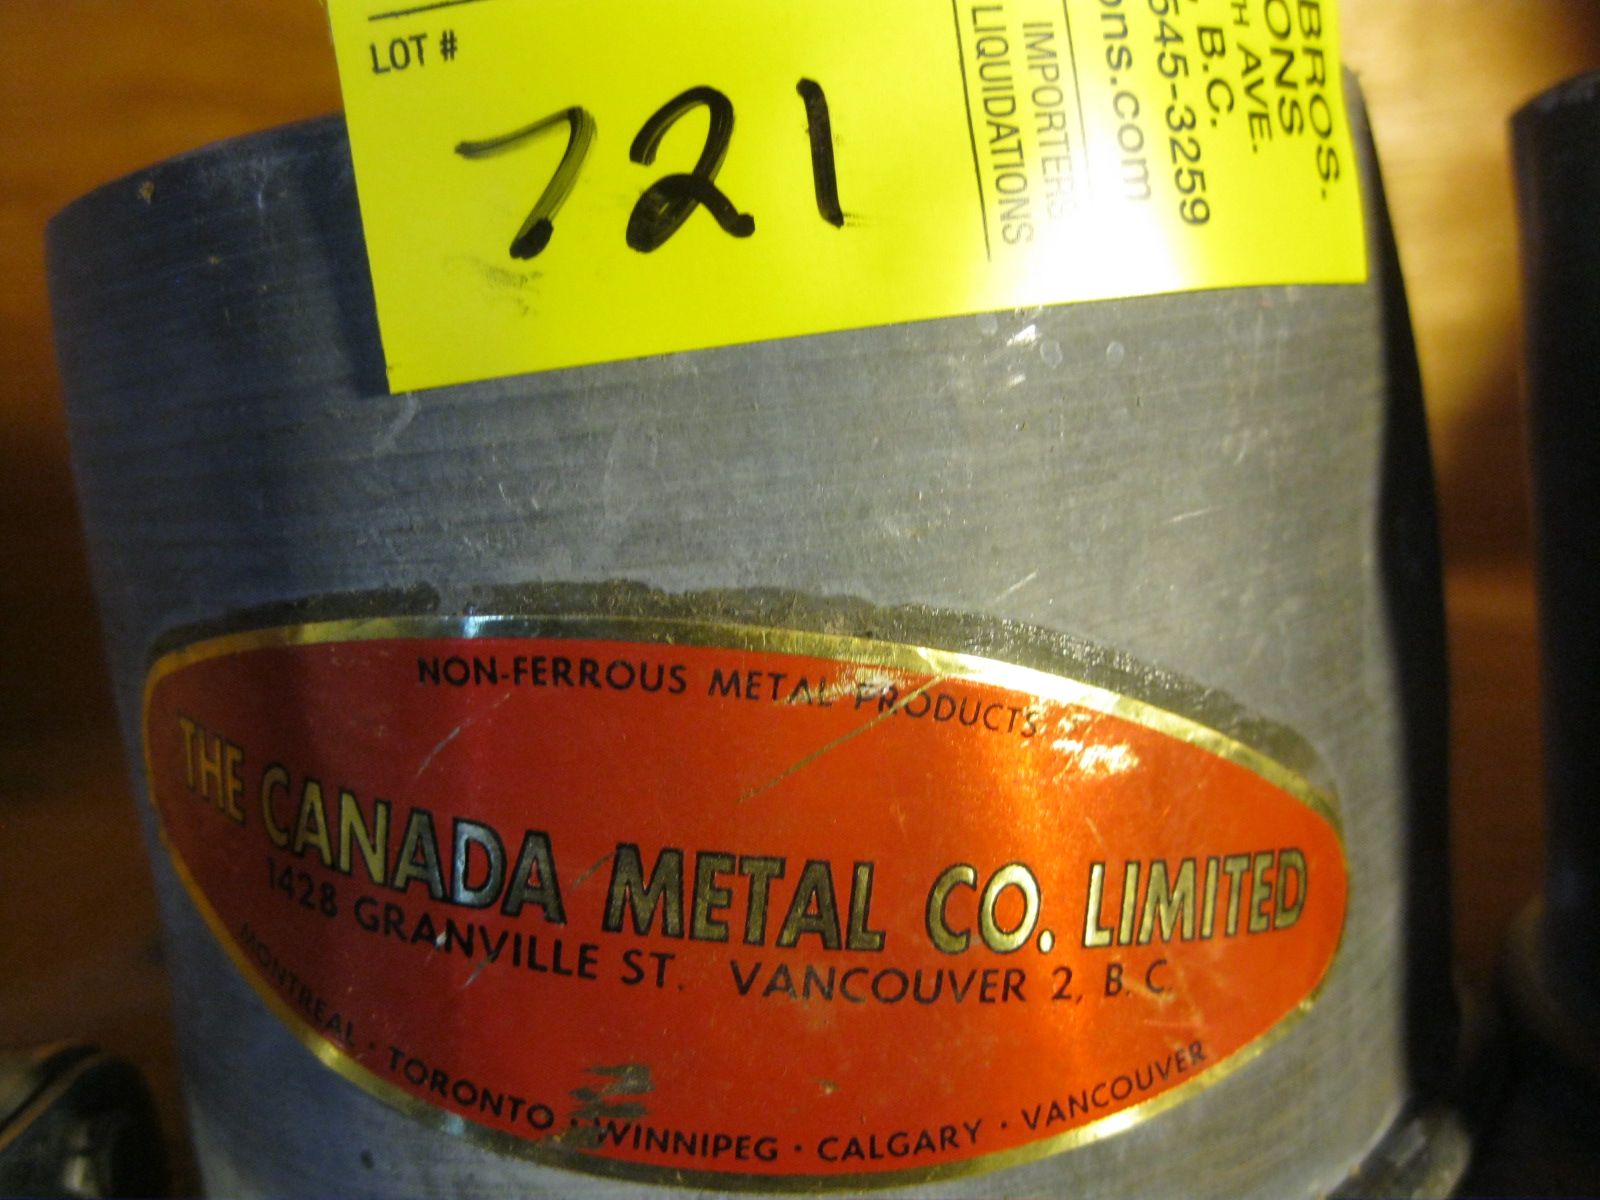 LOT #
721
IMPORTERS
LIQUIDATIONS
BROS.
ONS
TH AVE.
B.C.
545-3259
ons.com
NON-FERROUS METAL PRODUCTS
THE CANADA METAL CO. LIMITED
1428 GRANVILLE ST. VANCOUVER 2, B. C.
MONTREAL · TORONTO · WINNIPEG · CALGARY · VANCOUVER